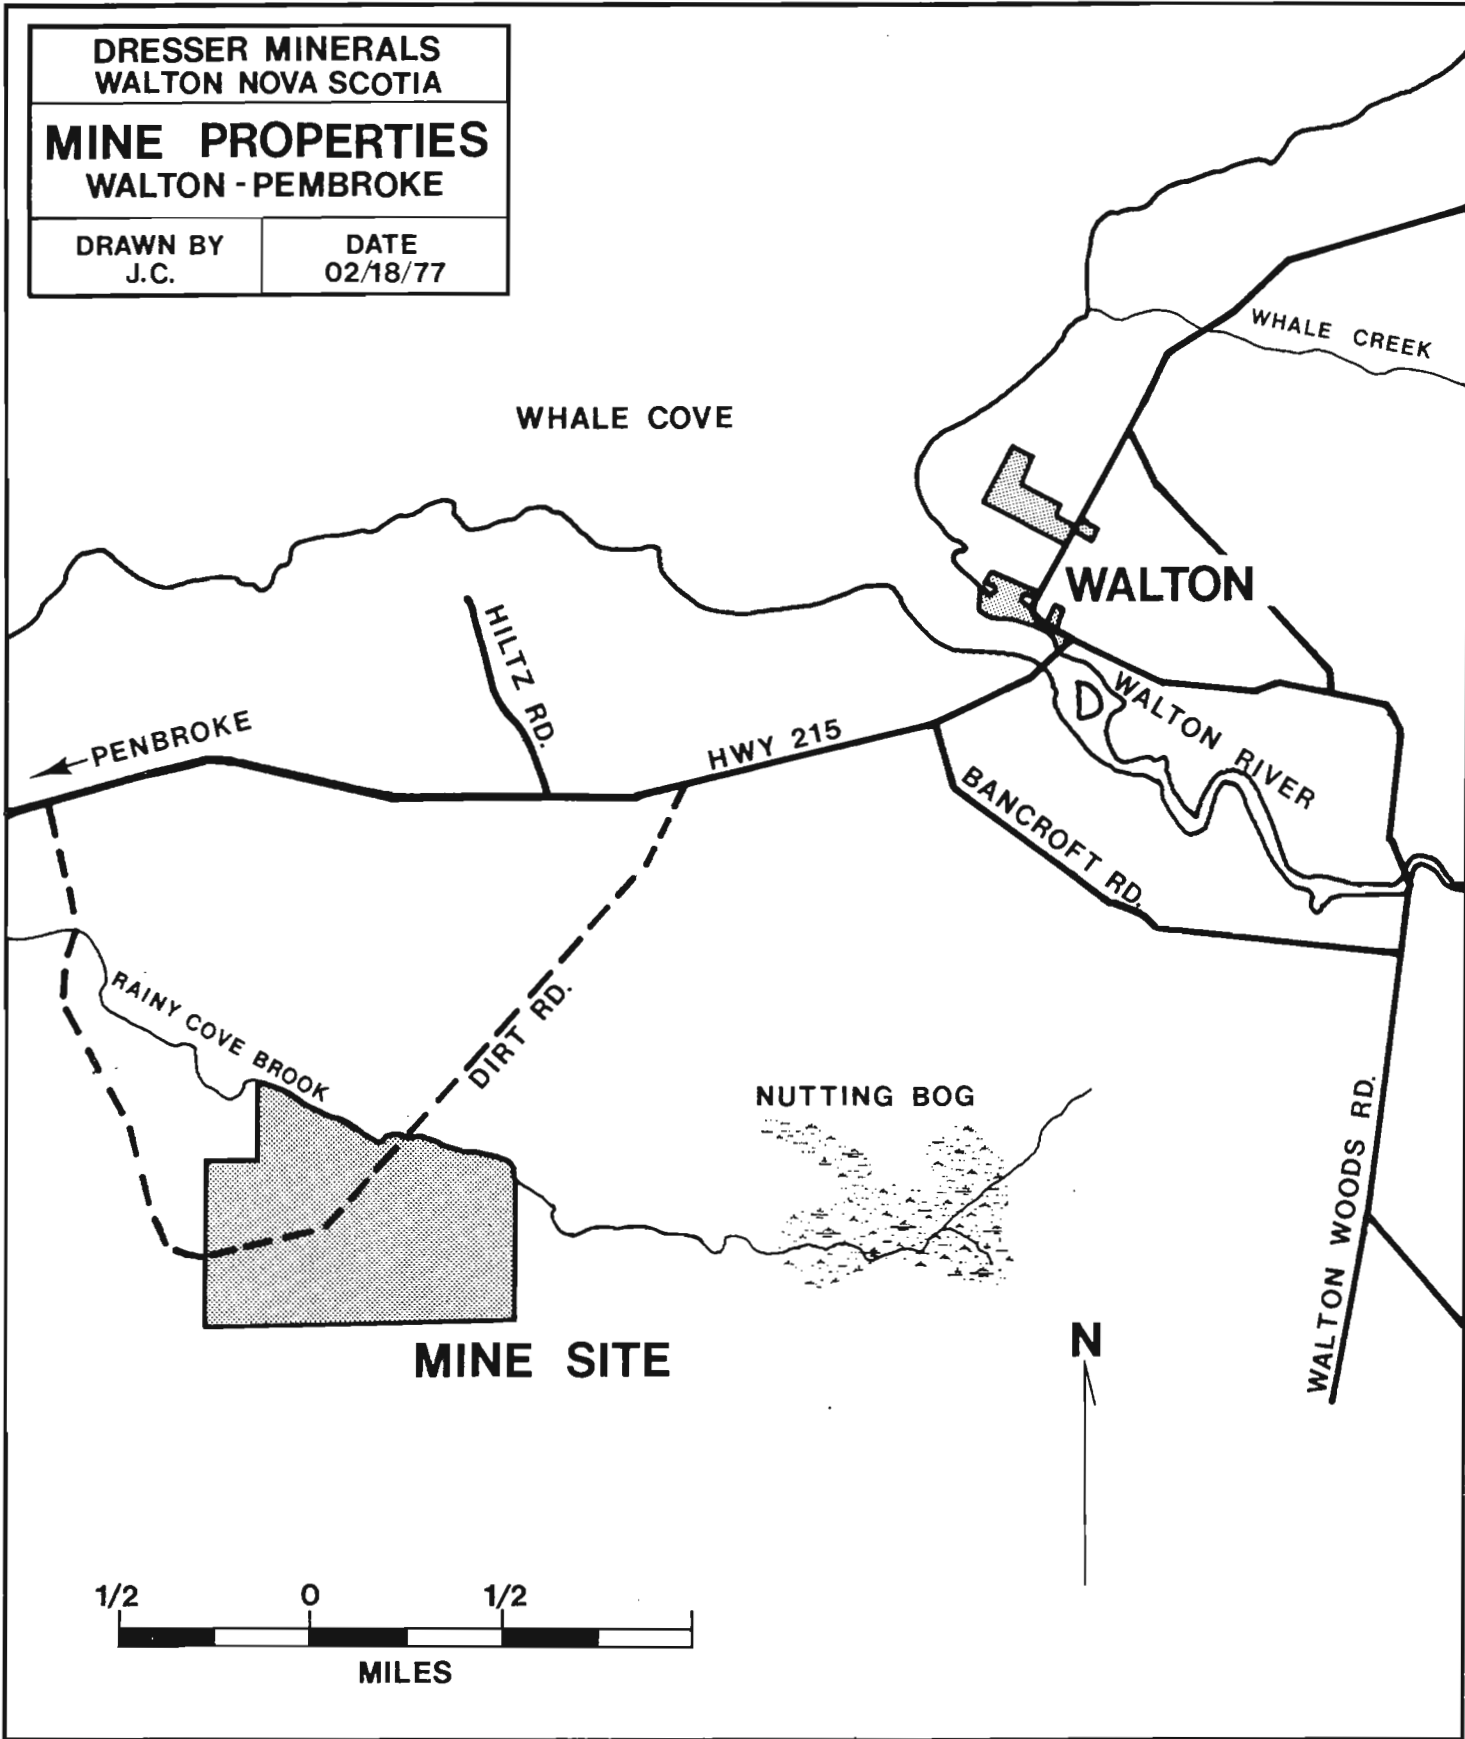 DRESSER MINERALS
WALTON NOVA SCOTIA
MINE PROPERTIES
WALTON - PEMBROKE
DRAWN BY
J.C.
DATE
02/18/77
WHALE CREEK
WHALE COVE
WALTON
HILTZ RD.
WALTON RIVER
PENBROKE
HWY 215
BANCROFT RD.
RAINY COVE BROOK
DIRT RD.
NUTTING BOG
WALTON WOODS RD.
MINE SITE
N
1/2 0 1/2
MILES